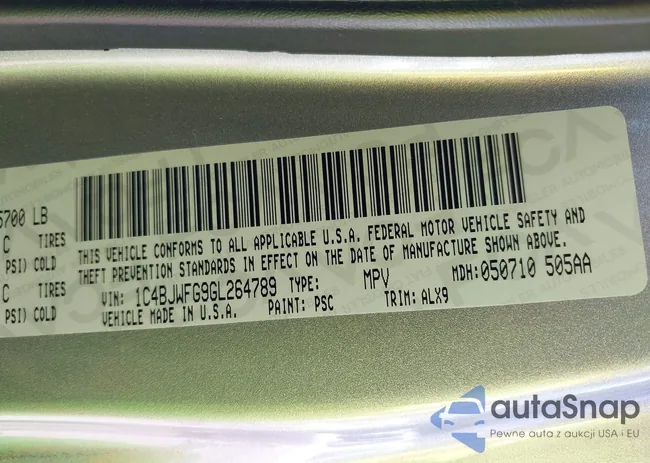 5700 LB
C TIRES
PSI) COLD
C TIRES
PSI) COLD
THIS VEHICLE CONFORMS TO ALL APPLICABLE U.S.A. FEDERAL MOTOR VEHICLE SAFETY AND
THEFT PREVENTION STANDARDS IN EFFECT ON THE DATE OF MANUFACTURE SHOWN ABOVE.
VIN: 1C4BJWFG9GL264789 TYPE: MPV MDH:050710 505AA
VEHICLE MADE IN U.S.A. PAINT: PSC TRIM: ALX9
autaSnap
Pewne auta z aukcji USA i EU